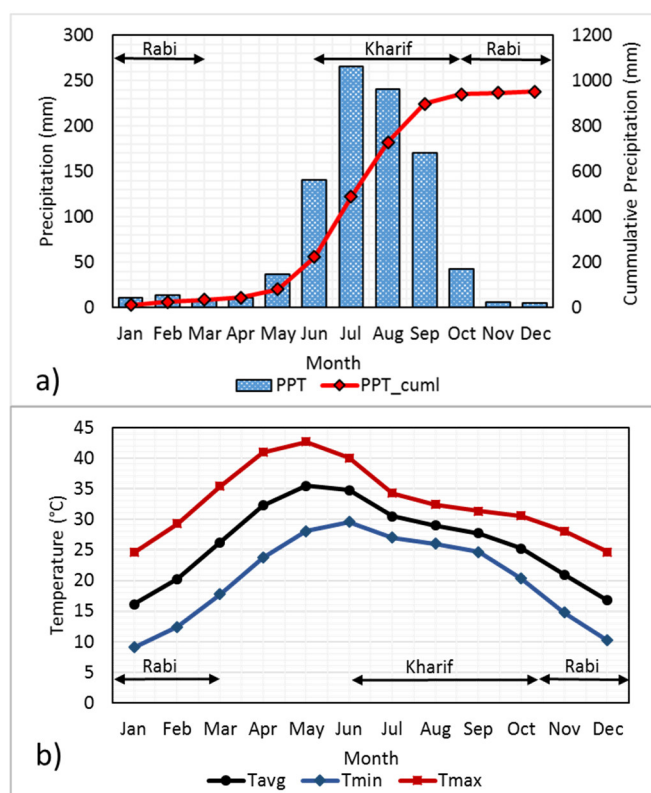 300
250
200
150
100
50
0
Precipitation (mm)
Rabi
Kharif
Rabi
1200
1000
800
600
400
200
0
Cummulative Precipitation (mm)
Jan Feb Mar Apr May Jun Jul Aug Sep Oct Nov Dec
Month
a)
PPT PPT_cuml
45
40
35
30
25
20
15
10
5
0
Temperature (°C)
Rabi
Kharif
Rabi
Jan Feb Mar Apr May Jun Jul Aug Sep Oct Nov Dec
Month
b)
Tavg Tmin Tmax